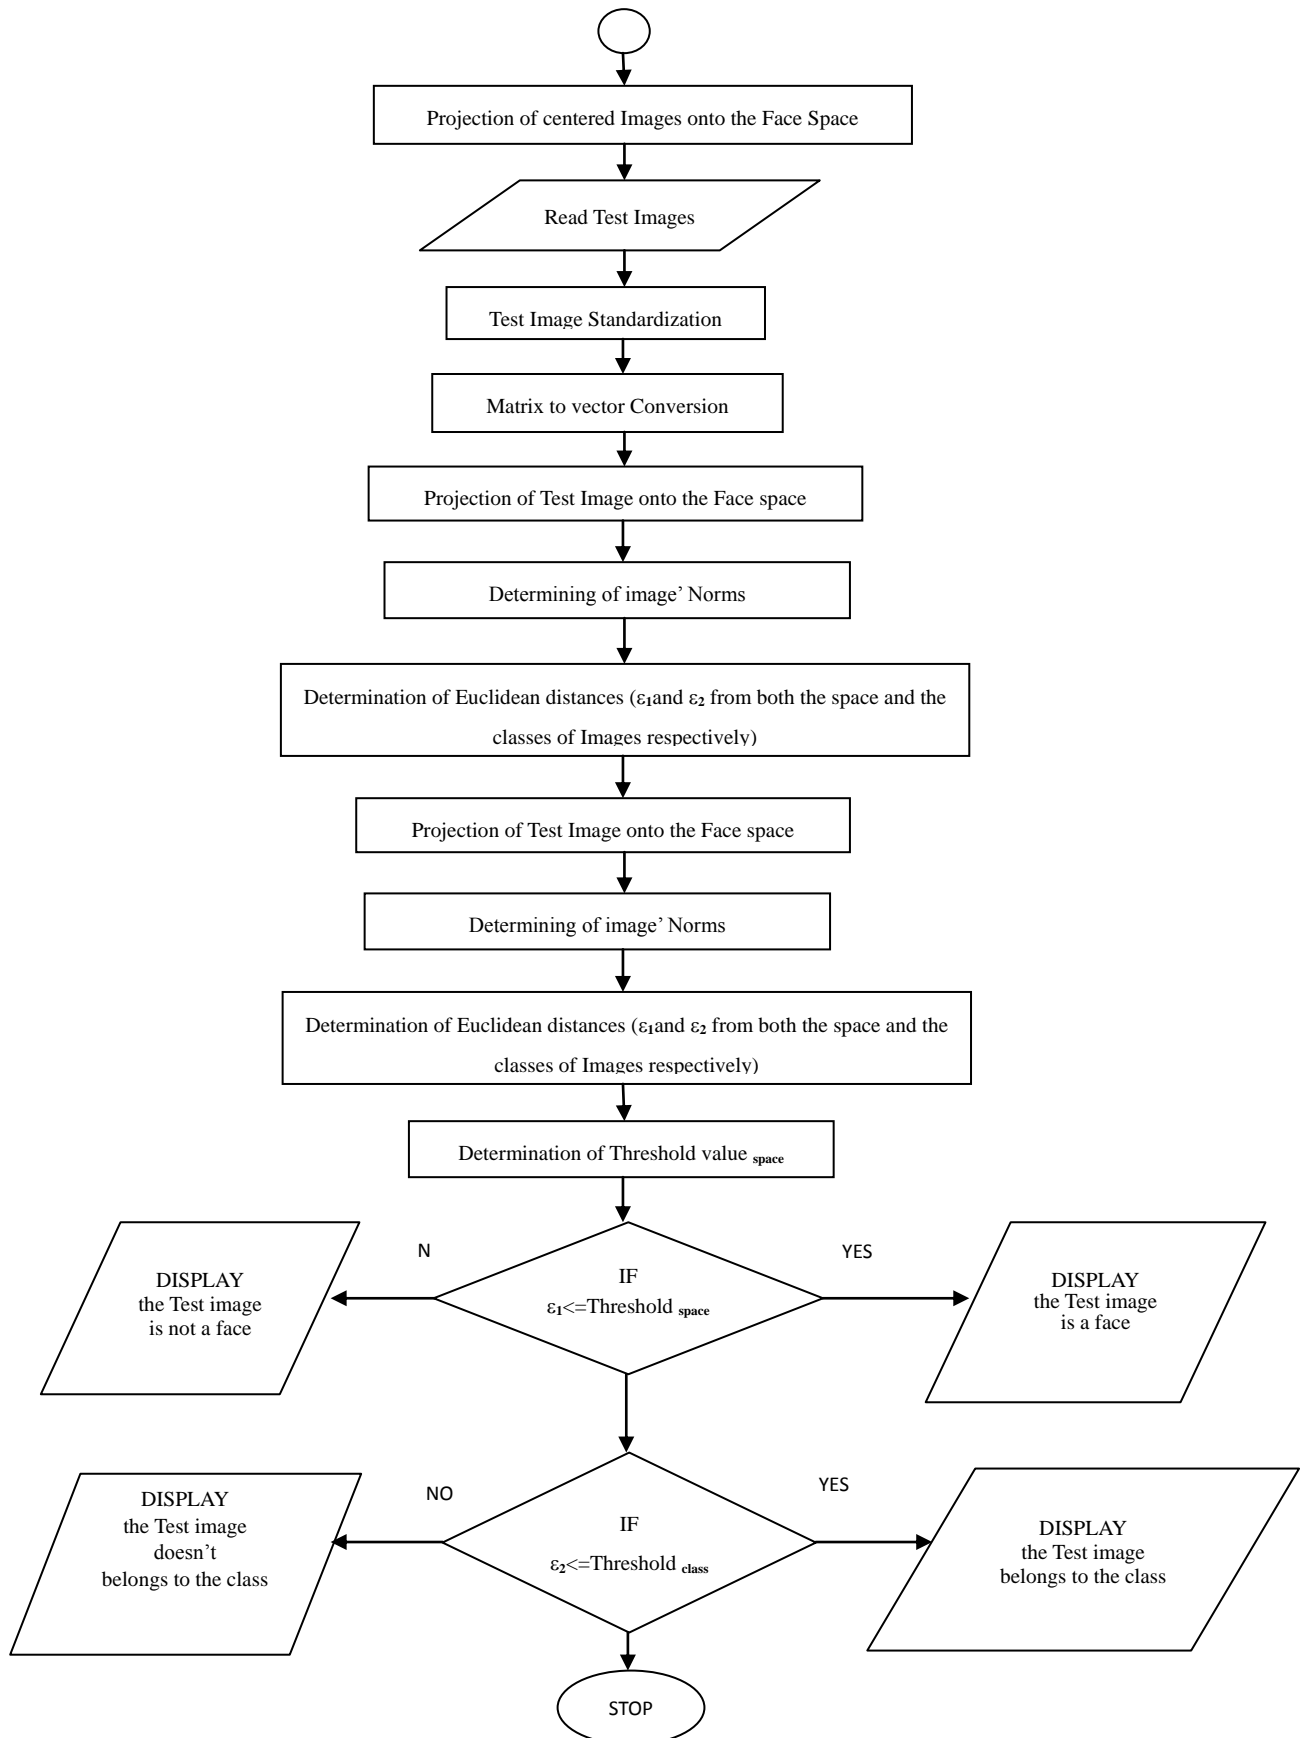 Projection of centered Images onto the Face Space
Read Test Images
Test Image Standardization
Matrix to vector Conversion
Projection of Test Image onto the Face space
Determining of image’ Norms
Determination of Euclidean distances (ε1and ε2 from both the space and the
classes of Images respectively)
Projection of Test Image onto the Face space
Determining of image’ Norms
Determination of Euclidean distances (ε1and ε2 from both the space and the
classes of Images respectively)
Determination of Threshold value space
N
YES
DISPLAY
the Test image
is not a face
IF
ε1<=Threshold space
DISPLAY
the Test image
is a face
NO
YES
DISPLAY
the Test image
doesn’t
belongs to the class
IF
ε2<=Threshold class
DISPLAY
the Test image
belongs to the class
STOP